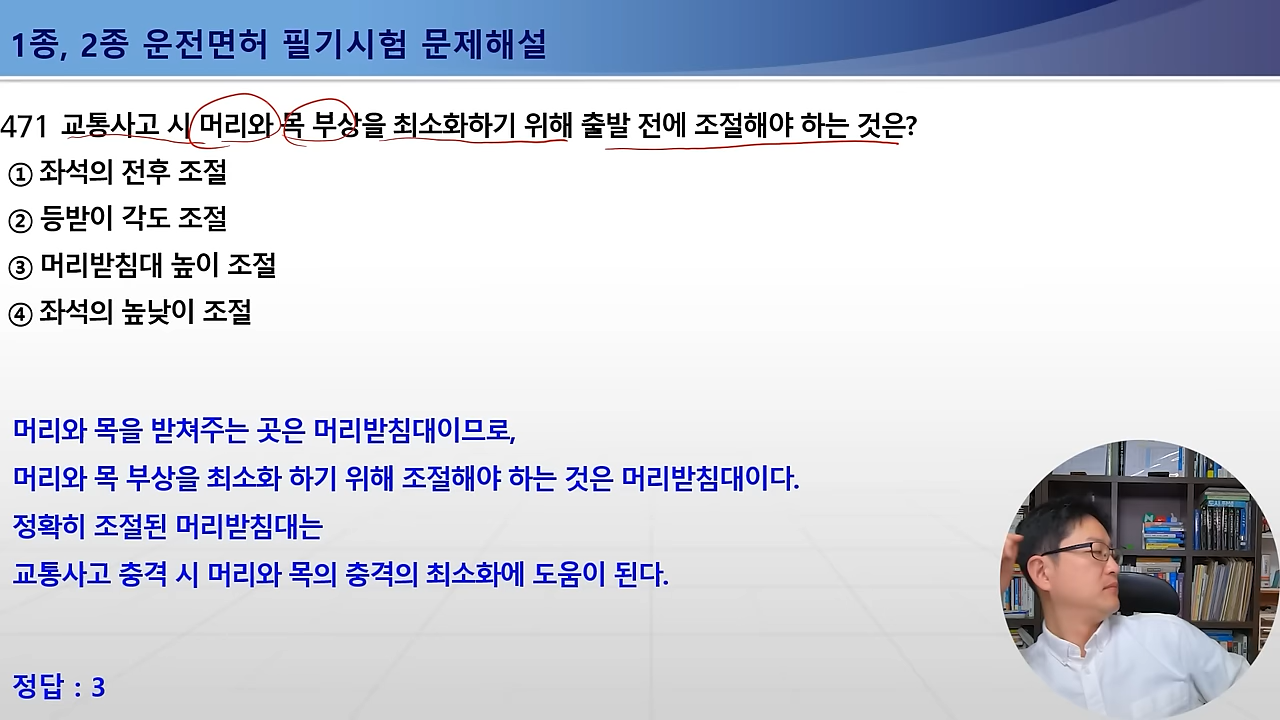 1종, 2종 운전면허 필기시험 문제해설
471 교통사고 시 머리와 목 부상을 최소화하기 위해 출발 전에 조절해야 하는 것은?
① 좌석의 전후 조절
② 등받이 각도 조절
③ 머리받침대 높이 조절
④ 좌석의 높낮이 조절
머리와 목을 받쳐주는 곳은 머리받침대이므로,
머리와 목 부상을 최소화 하기 위해 조절해야 하는 것은 머리받침대이다.
정확히 조절된 머리받침대는
교통사고 충격 시 머리와 목의 충격의 최소화에 도움이 된다.
정답 : 3